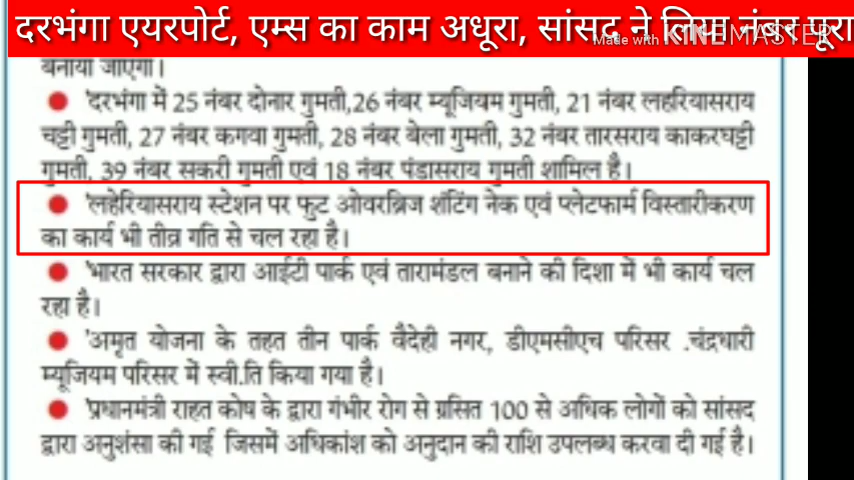 दरभंगा एयरपोर्ट, एम्स का काम अधूरा, सांसद ने लिया नंबर पूरा
Made with KINEMASTER
बनाया जाएगा।
● 'दरभंगा में 25 नंबर दोनार गुमती,26 नंबर म्यूजियम गुमती, 21 नंबर लहरियासराय
चट्टी गुमती, 27 नंबर कगवा गुमती, 28 नंबर बेला गुमती, 32 नंबर तारसराय काकरघट्टी
गुमती, 39 नंबर सकरी गुमती एवं 18 नंबर पंडासराय गुमती शामिल है।
● 'लहेरियासराय स्टेशन पर फुट ओवरब्रिज शंटिंग नेक एवं प्लेटफार्म विस्तारीकरण
का कार्य भी तीव्र गति से चल रहा है।
● 'भारत सरकार द्वारा आईटी पार्क एवं तारामंडल बनाने की दिशा में भी कार्य चल
रहा है।
● 'अमृत योजना के तहत तीन पार्क वैदेही नगर, डीएमसीएच परिसर .चंद्रधारी
म्यूजियम परिसर में स्वी.ति किया गया है।
● 'प्रधानमंत्री राहत कोष के द्वारा गंभीर रोग से ग्रसित 100 से अधिक लोगों को सांसद
द्वारा अनुशंसा की गई जिसमें अधिकांश को अनुदान की राशि उपलब्ध करवा दी गई है।